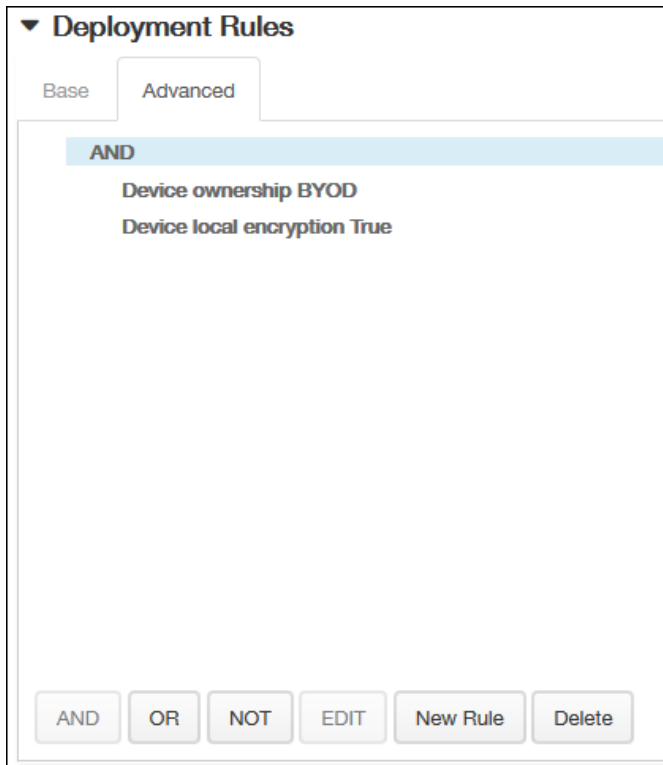 Deployment Rules
Base Advanced
AND
Device ownership BYOD
Device local encryption True
AND OR NOT EDIT New Rule Delete